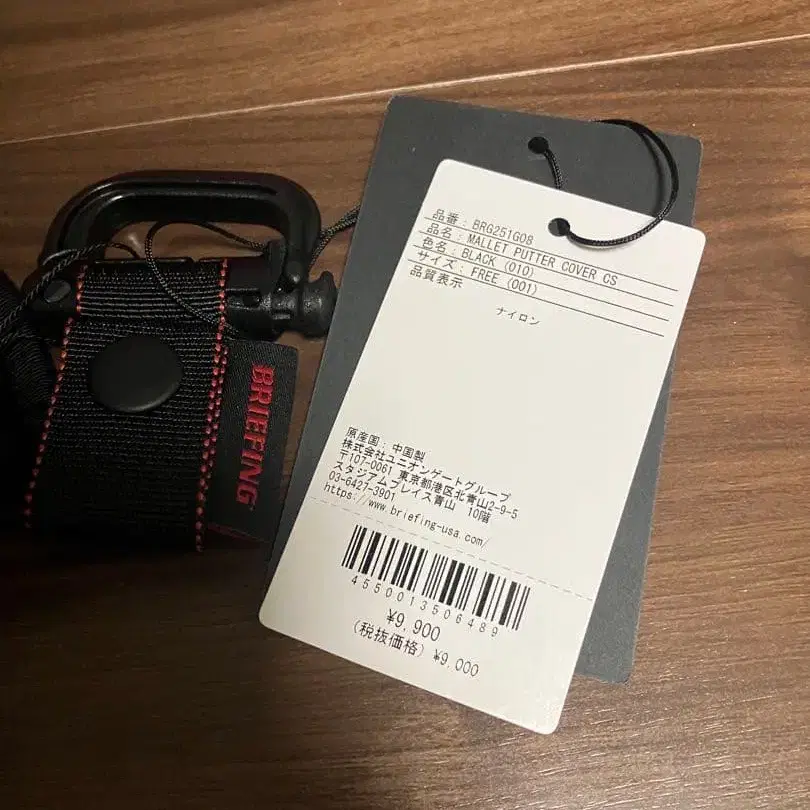 BRIEFING
品番: BRG251G08
品名: MALLET PUTTER COVER CS
色名: BLACK (010)
サイズ: FREE (001)
品質表示
ナイロン
原産国: 中国製
株式会社ユニオンゲートグループ
〒107-0061 東京都港区北青山2-9-5
スタジアムプレイス青山 10階
03-6427-3901
https://www.briefing-usa.com/
4550013506489
¥9,900
(税抜価格) ¥9,000